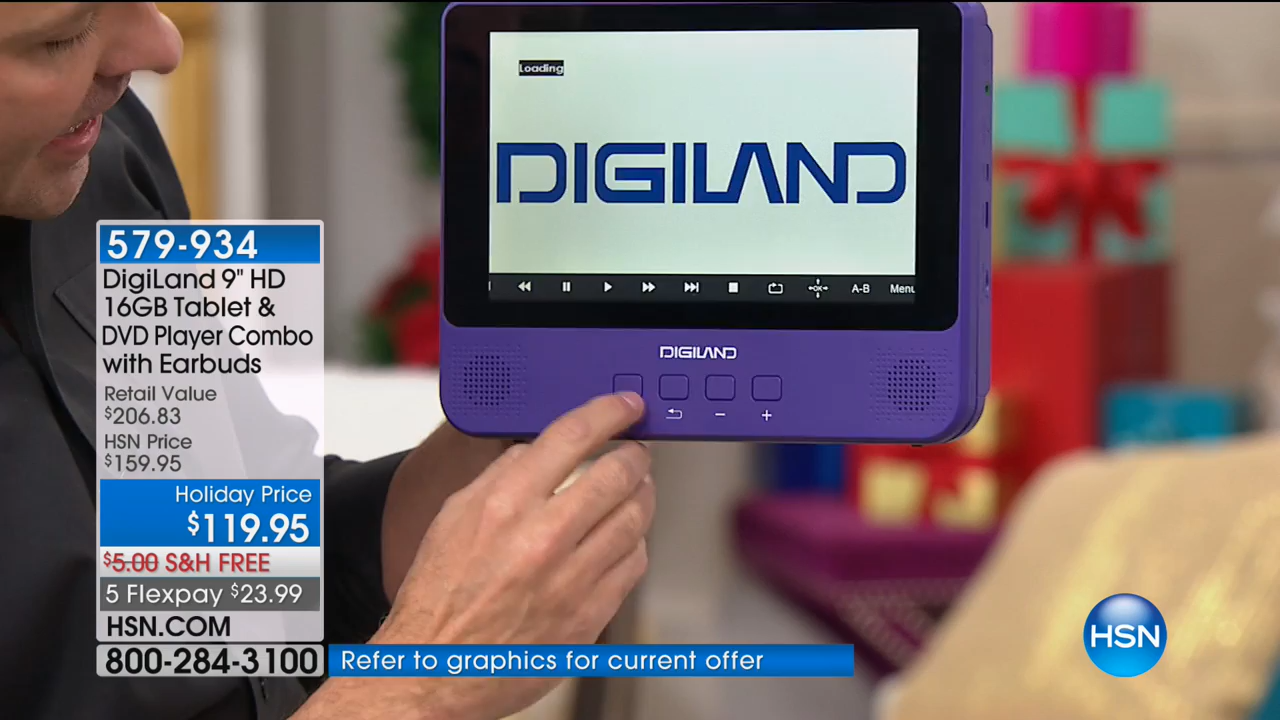 Loading
DIGILAND
A-B
Menu
DIGILAND
579-934
DigiLand 9" HD
16GB Tablet &
DVD Player Combo
with Earbuds
Retail Value
$206.83
HSN Price
$159.95
Holiday Price
$119.95
$5.00 S&H FREE
5 Flexpay $23.99
HSN.COM
800-284-3100
Refer to graphics for current offer
HSN